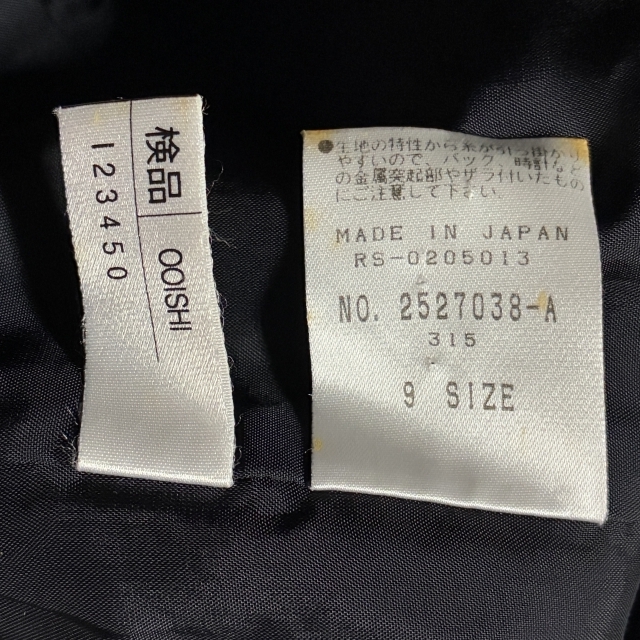 検品
OOISHI
123450
●生地の特性から糸が引っ掛かり
やすいので、バック、時計など
の金属突起部やザラ付いたもの
にご注意して下さい。
MADE IN JAPAN
RS-0205013
NO. 2527038-A
315
9 SIZE